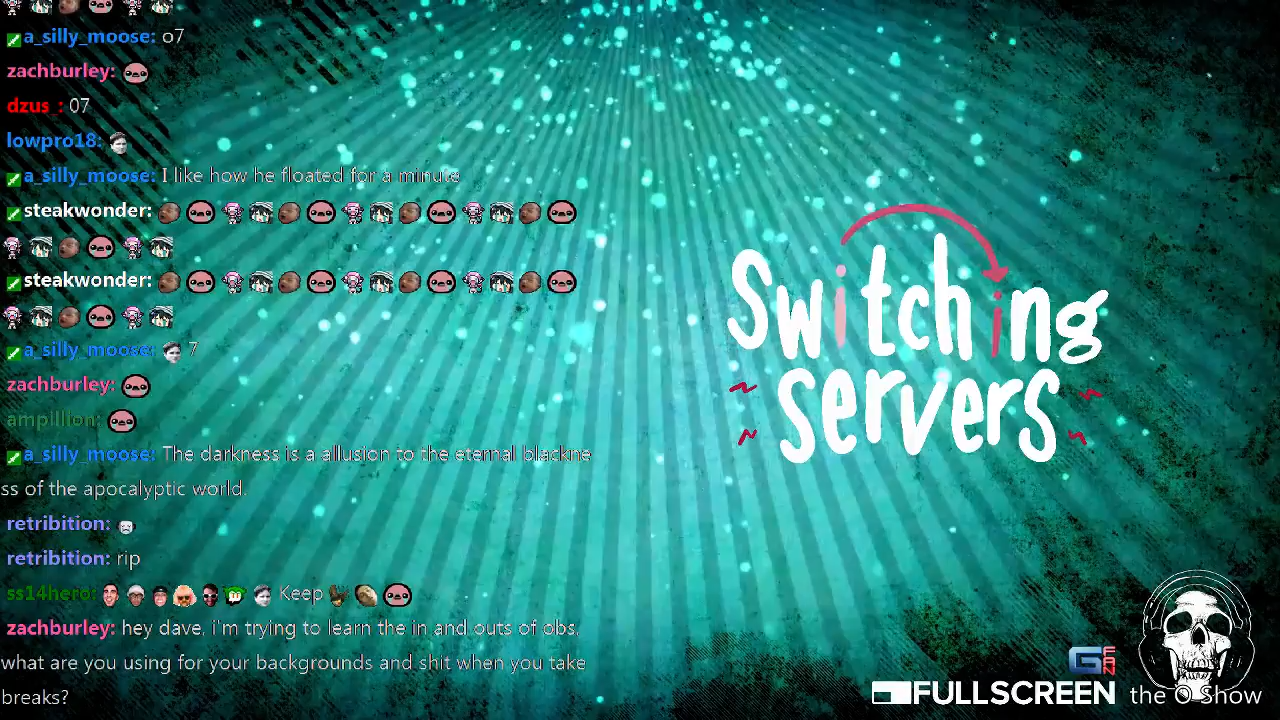 a_silly_moose: o7
zachburley:
dzus_: 07
lowpro18:
a_silly_moose: I like how he floated for a minute
steakwonder:
steakwonder:
a_silly_moose: 7
zachburley:
ampillion:
a_silly_moose: The darkness is a allusion to the eternal blackne
ss of the apocalyptic world.
retribition:
retribition: rip
ss14hero: Keep
zachburley: hey dave, i'm trying to learn the in and outs of obs,
what are you using for your backgrounds and shit when you take
breaks?
Switching
servers
G FAN
FULLSCREEN the O Show